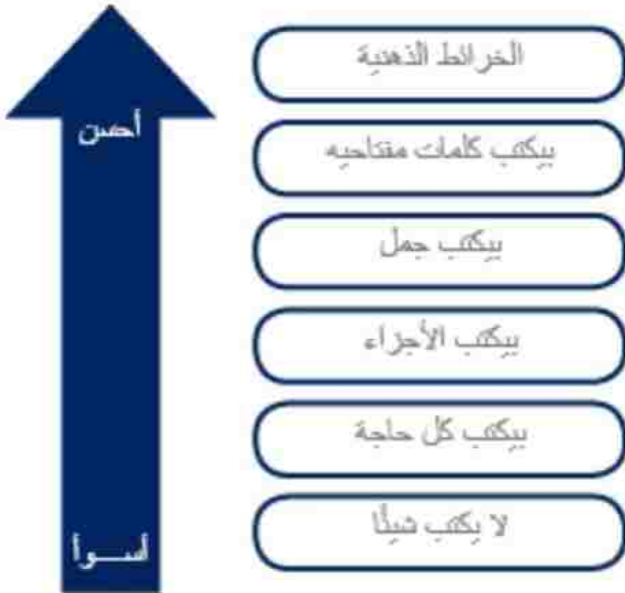 أحسن
الخرائط الذهنية
بيكتب كلمات مفتاحيه
بيكتب جمل
بيكتب الأجزاء
بيكتب كل حاجة
لا يكتب شيئًا
أســوأ